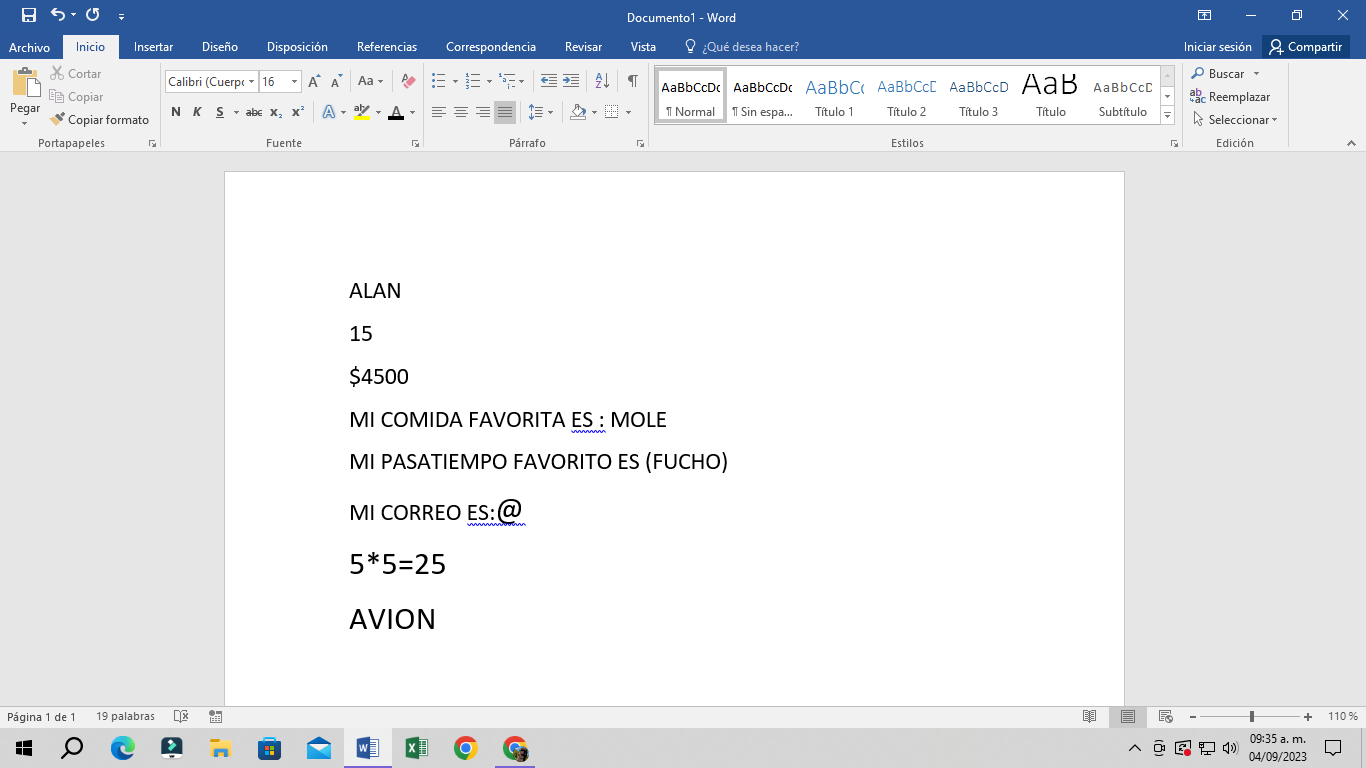 Documento1 - Word
Archivo Inicio Insertar Diseño Disposición Referencias Correspondencia Revisar Vista ¿Qué desea hacer? Iniciar sesión Compartir
Pegar Cortar Copiar Copiar formato
Calibri (Cuerpo 16 Aa
N K S abc x₂ x² A ab A
AaBbCcDc AaBbCcDc AaBbCc AaBbCcD AaBbCcD AaB AaBbCcD
¶ Normal ¶ Sin espa... Título 1 Título 2 Título 3 Título Subtítulo
Buscar
Reemplazar
Seleccionar
Portapapeles Fuente Párrafo Estilos Edición
ALAN
15
$4500
MI COMIDA FAVORITA ES : MOLE
MI PASATIEMPO FAVORITO ES (FUCHO)
MI CORREO ES:@
5*5=25
AVION
Página 1 de 1 19 palabras 110 %
09:35 a. m.
04/09/2023